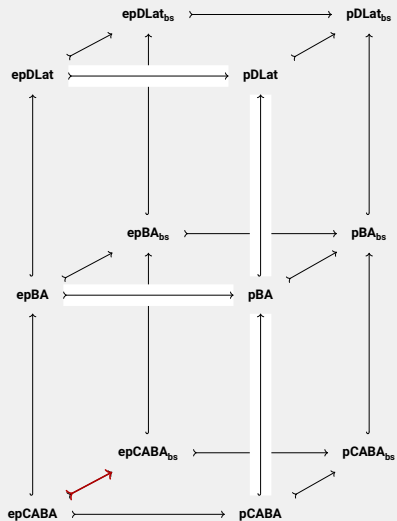 epDLat_bs pDLat_bs
epDLat pDLat
epBA_bs pBA_bs
epBA pBA
epCABA_bs pCABA_bs
epCABA pCABA